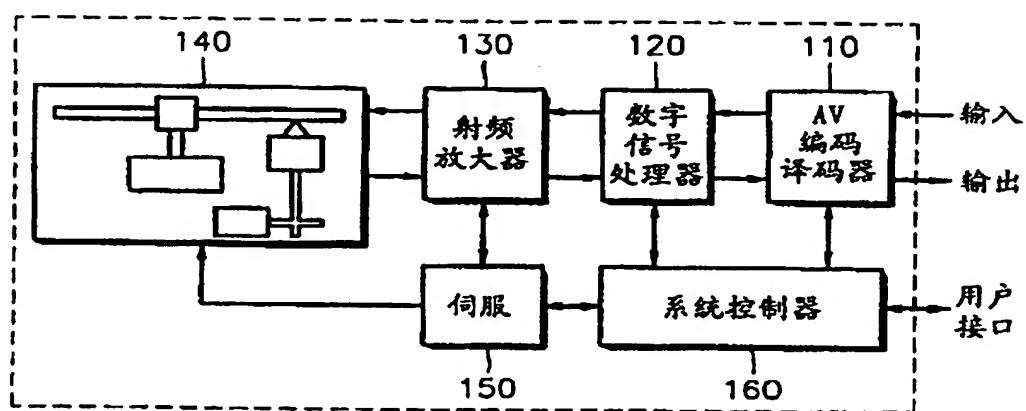 140
130
120
110
射频
放大器
数字
信号
处理器
AV
编码
译码器
输入
输出
伺服
系统控制器
用户
接口
150
160